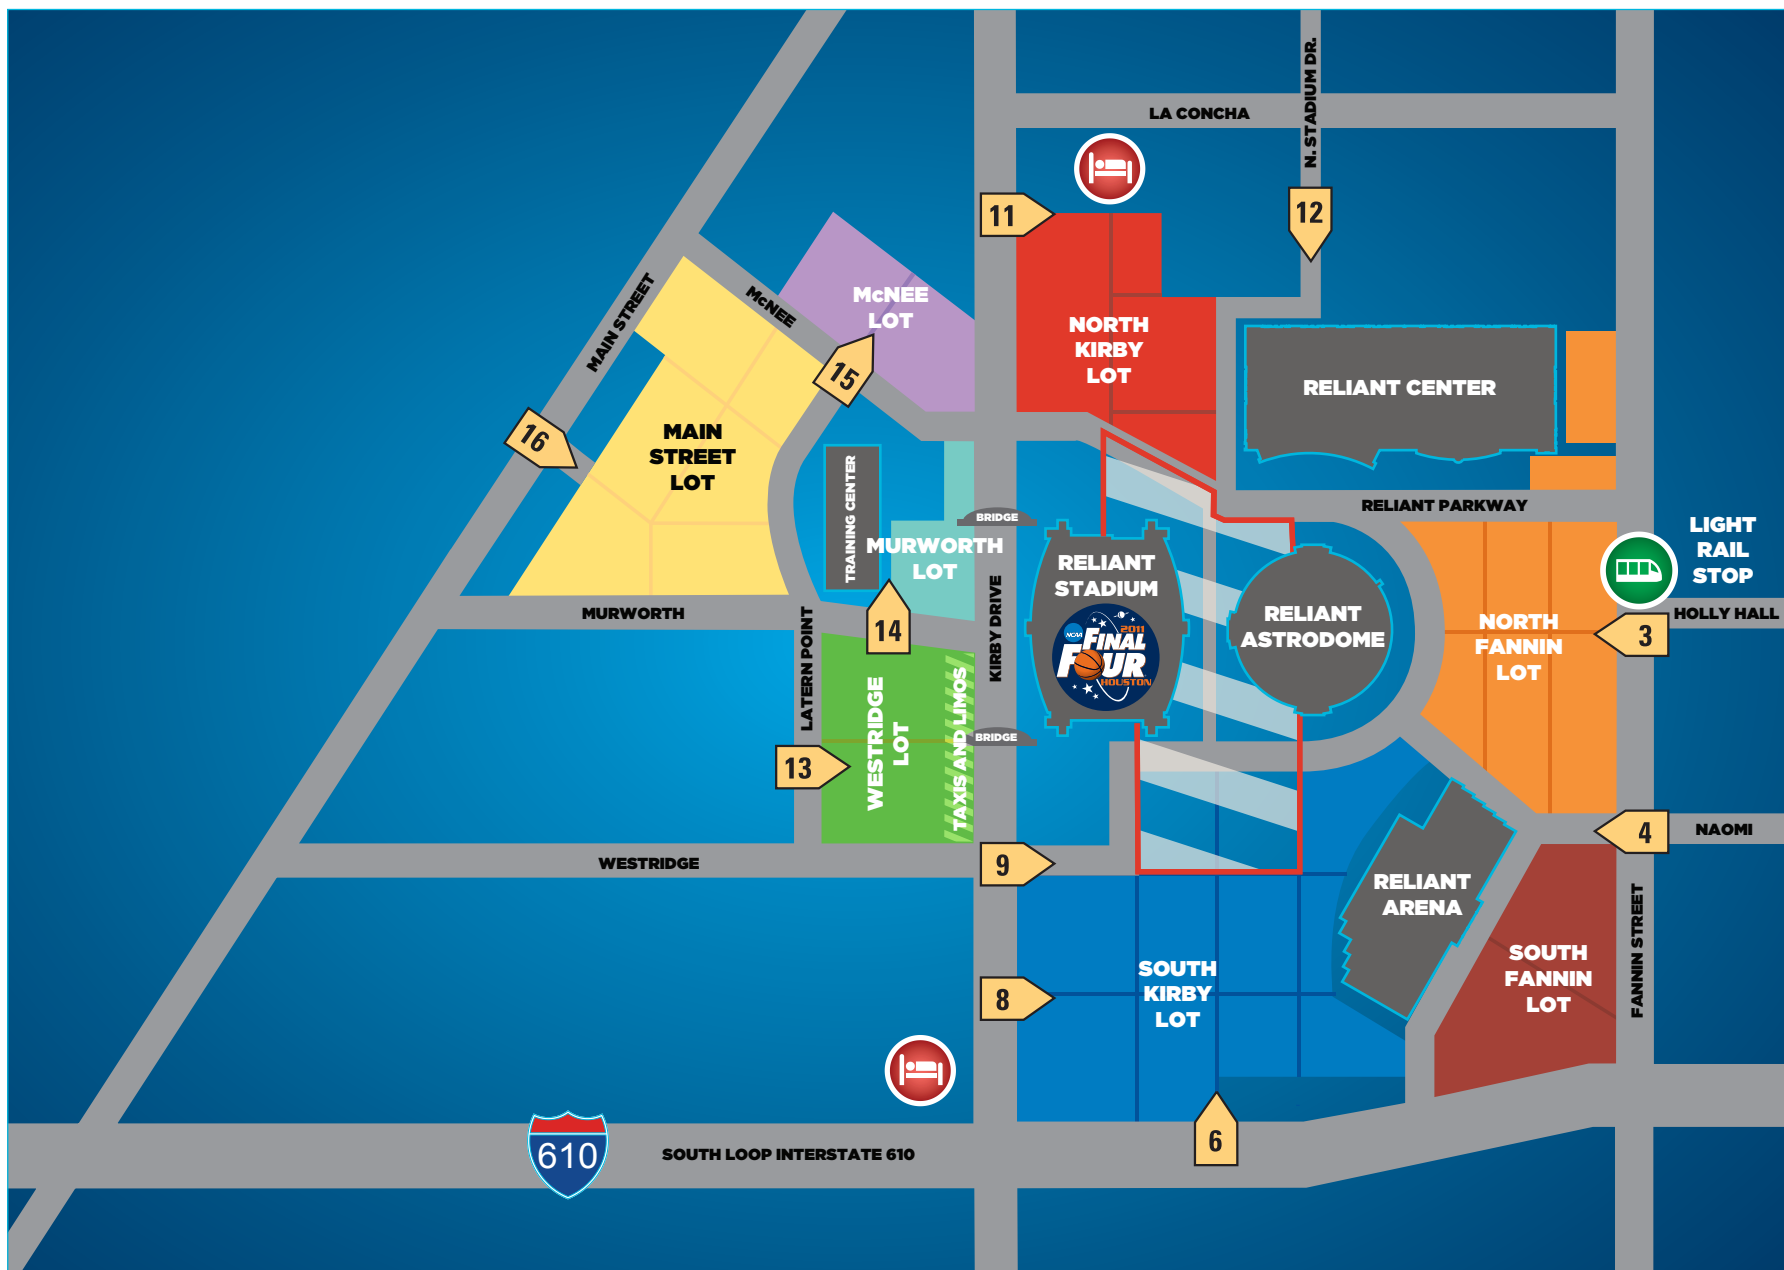 N. STADIUM DR.
LA CONCHA
11
12
McNEE
LOT
McNEE
MAIN STREET
NORTH
KIRBY
LOT
15
RELIANT CENTER
16
MAIN
STREET
LOT
TRAINING CENTER
BRIDGE
RELIANT PARKWAY
LIGHT
RAIL
STOP
MURWORTH
LOT
RELIANT
STADIUM
RELIANT
ASTRODOME
NCAA
2011
FINAL
FOUR
HOUSTON
NORTH
FANNIN
LOT
3
HOLLY HALL
MURWORTH
14
LATERN POINT
KIRBY DRIVE
WESTRIDGE
LOT
TAXIS AND LIMOS
BRIDGE
13
4
NAOMI
WESTRIDGE
9
RELIANT
ARENA
FANNIN STREET
SOUTH
KIRBY
LOT
SOUTH
FANNIN
LOT
8
6
610
SOUTH LOOP INTERSTATE 610